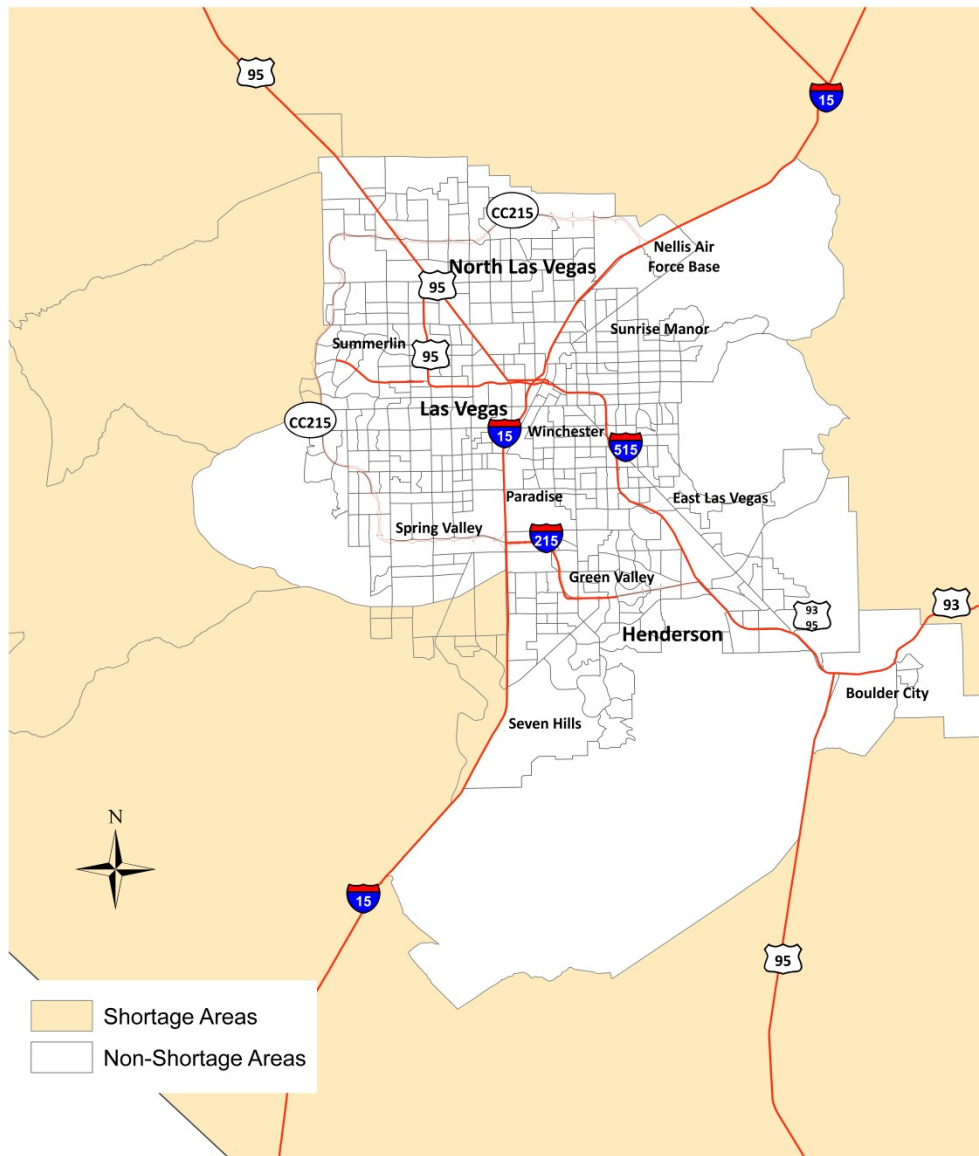 95
15
CC215
Nellis Air
Force Base
North Las Vegas
95
Sunrise Manor
Summerlin
95
Las Vegas
CC215
15
Winchester
515
Paradise
East Las Vegas
Spring Valley
215
Green Valley
93
93
95
Henderson
Boulder City
Seven Hills
N
15
95
Shortage Areas
Non-Shortage Areas